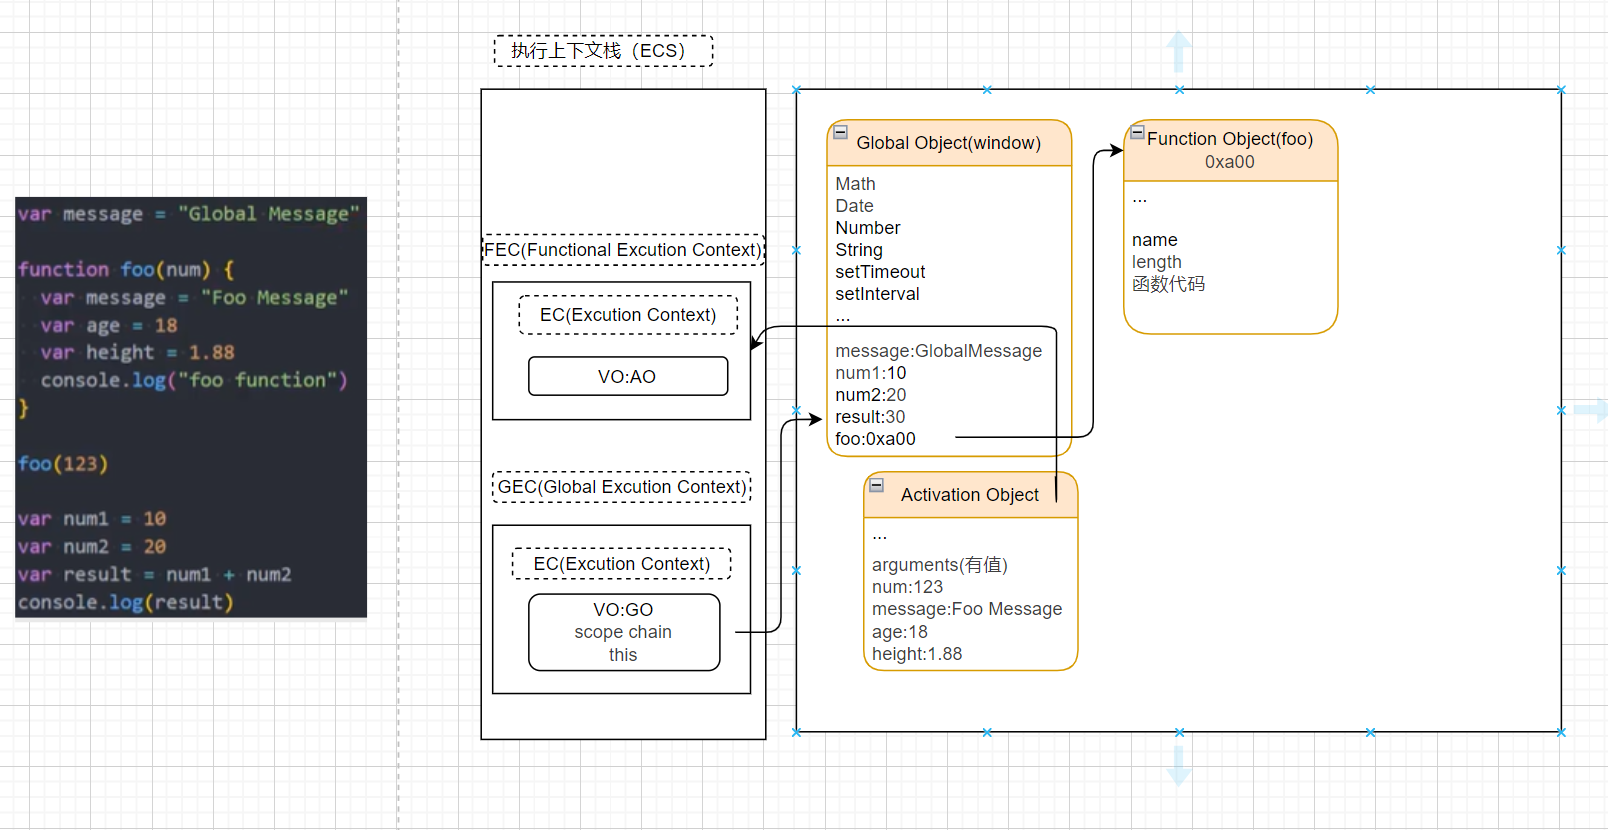 var message = "Global Message"
function foo(num) {
var message = "Foo Message"
var age = 18
var height = 1.88
console.log("foo function")
}
foo(123)
var num1 = 10
var num2 = 20
var result = num1 + num2
console.log(result)
执行上下文栈（ECS）
FEC(Functional Excution Context)
EC(Excution Context)
VO:AO
GEC(Global Excution Context)
EC(Excution Context)
VO:GO
scope chain
this
Global Object(window)
Math
Date
Number
String
setTimeout
setInterval
...
message:GlobalMessage
num1:10
num2:20
result:30
foo:0xa00
Function Object(foo)
0xa00
...
name
length
函数代码
Activation Object
...
arguments(有值)
num:123
message:Foo Message
age:18
height:1.88